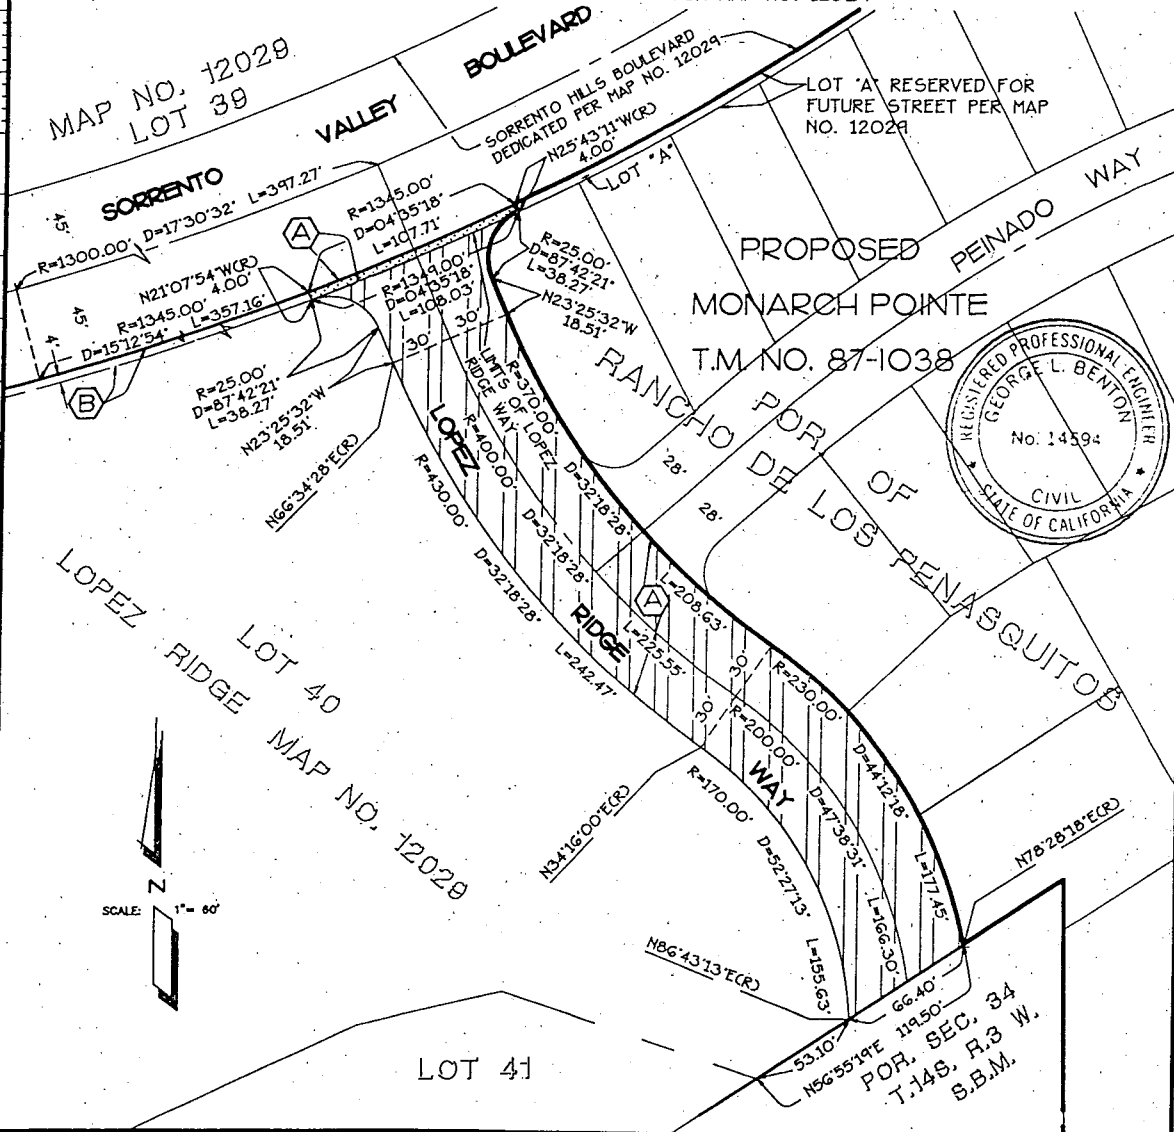 MAP NO. 12029
LOT 39
SORRENTO
VALLEY
BOULEVARD
SORRENTO HILLS BOULEVARD
DEDICATED PER MAP NO. 12029
LOT "A" RESERVED FOR
FUTURE STREET PER MAP
NO. 12029
N25°43'11"W(R)
4.00'
LOT "A"
WAY
PEINADO
45'
R=1300.00' D=17°30'32" L=397.27'
A
R=1345.00'
D=04°35'18"
L=107.71'
N21°07'54"W(R)
4.00'
R=1345.00'
D=15°12'54" L=357.16'
45'
4'
B
R=1349.00'
D=04°35'18"
L=108.03'
R=25.00'
D=87°42'21"
L=38.27'
N23°25'32"W
18.51'
30'
30'
R=25.00'
D=87°42'21"
L=38.27'
N23°25'32"W
18.51'
N66°34'28"E(R)
PROPOSED
MONARCH POINTE
T.M. NO. 87-1038
REGISTERED PROFESSIONAL ENGINEER
GEORGE L. BENTON
No. 14594
CIVIL
STATE OF CALIFORNIA
RANCHO DE LOS PENASQUITOS
POR. OF
LIMITS OF LOPEZ
RIDGE WAY
LOPEZ
R=370.00'
D=32°18'28"
L=208.63'
R=400.00'
D=32°18'28"
L=225.55'
R=430.00'
D=32°18'28"
L=242.47'
28'
28'
A
RIDGE
30'
30'
R=230.00'
D=44°12'18"
L=177.45'
R=200.00'
D=47°38'31"
L=166.30'
WAY
R=170.00'
D=52°27'13"
L=155.63'
N34°16'00"E(R)
N78°28'18"E(R)
N86°43'13"E(R)
LOT 40
LOPEZ RIDGE MAP NO. 12029
N
SCALE: 1"= 60'
LOT 41
66.40'
53.10'
N56°55'19"E 119.50'
POR. SEC. 34
T.14S. R.3 W.
S.B.M.